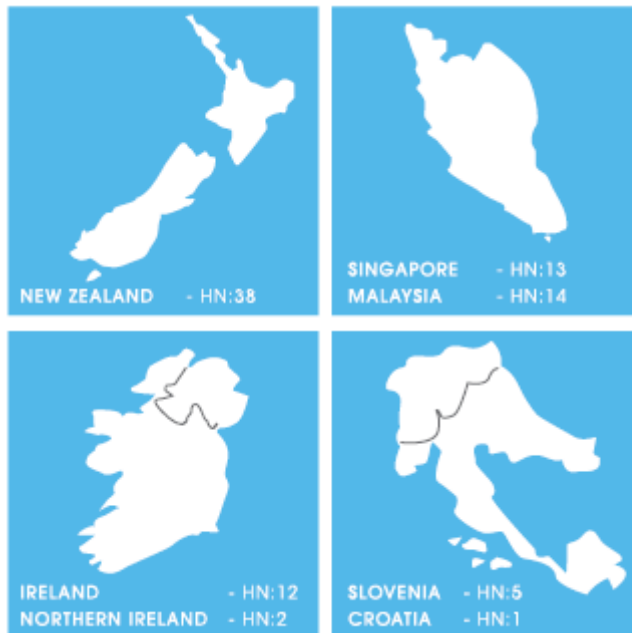 NEW ZEALAND - HN:38
SINGAPORE - HN:13
MALAYSIA - HN:14
IRELAND - HN:12
NORTHERN IRELAND - HN:2
SLOVENIA - HN:5
CROATIA - HN:1